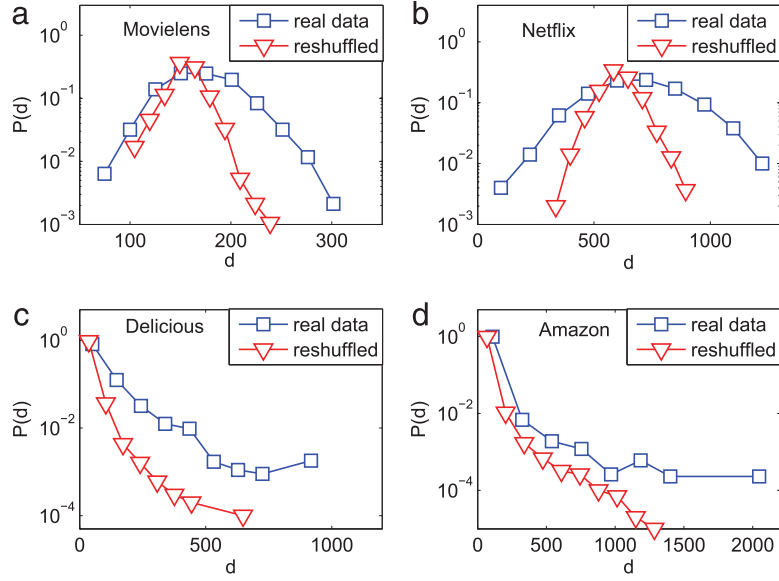 a
Movielens
real data
reshuffled
10^0
10^-1
10^-2
10^-3
P(d)
100
200
300
d
b
Netflix
real data
reshuffled
10^0
10^-1
10^-2
10^-3
P(d)
0
500
1000
d
c
Delicious
real data
reshuffled
10^0
10^-2
10^-4
P(d)
0
500
1000
d
d
Amazon
real data
reshuffled
10^0
10^-2
10^-4
P(d)
0
500
1000
1500
2000
d